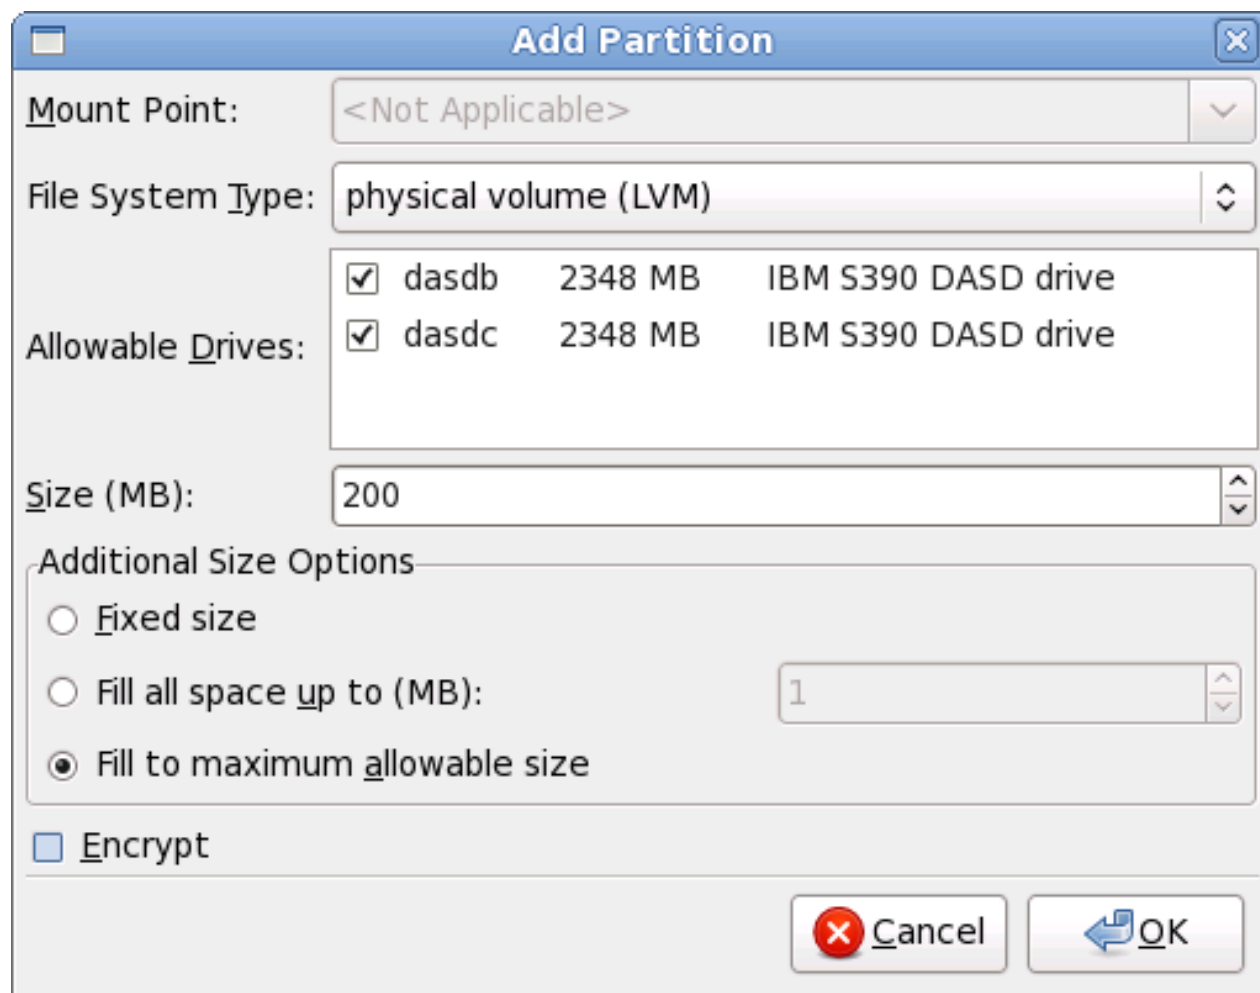 Add Partition
Mount Point: <Not Applicable>
File System Type: physical volume (LVM)
Allowable Drives:
dasdb 2348 MB IBM S390 DASD drive
dasdc 2348 MB IBM S390 DASD drive
Size (MB): 200
Additional Size Options
Fixed size
Fill all space up to (MB): 1
Fill to maximum allowable size
Encrypt
Cancel OK